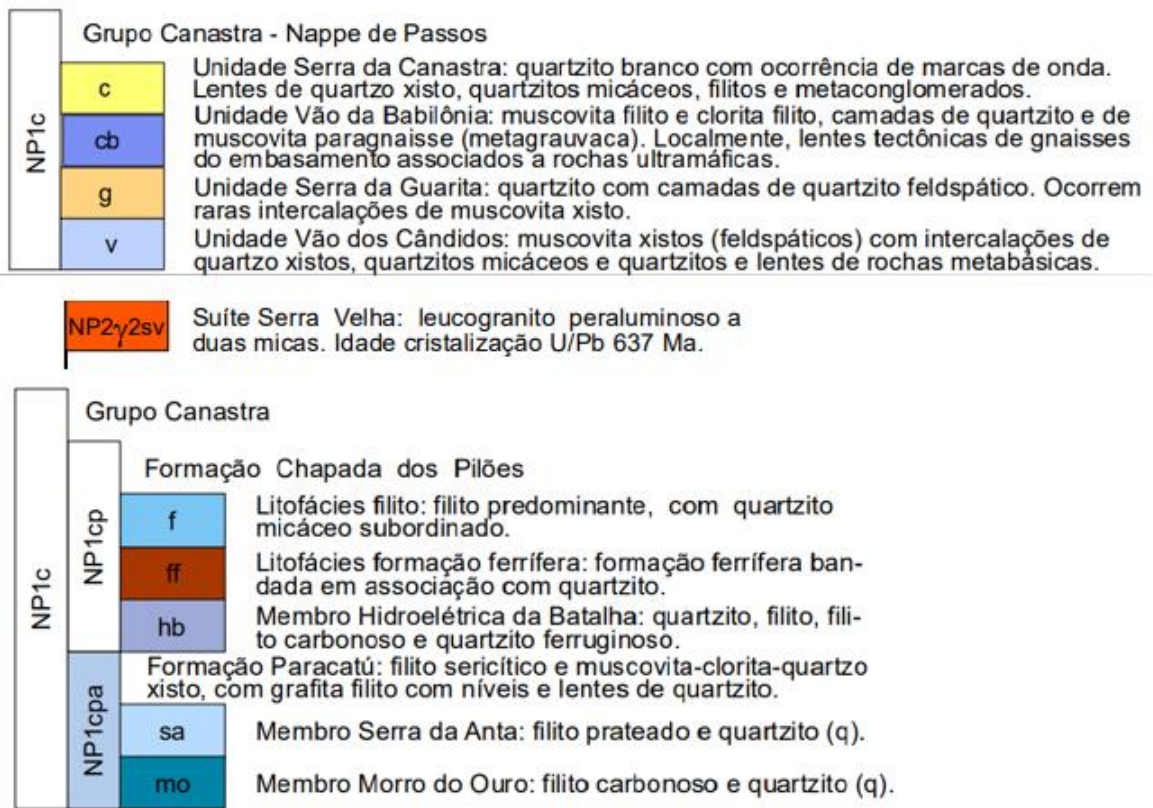 Grupo Canastra - Nappe de Passos
NP1c
c
Unidade Serra da Canastra: quartzito branco com ocorrência de marcas de onda.
Lentes de quartzo xisto, quartzitos micáceos, filitos e metaconglomerados.
cb
Unidade Vão da Babilônia: muscovita filito e clorita filito, camadas de quartzito e de
muscovita paragnaisse (metagrauvaca). Localmente, lentes tectônicas de gnaisses
do embasamento associados a rochas ultramáficas.
g
Unidade Serra da Guarita: quartzito com camadas de quartzito feldspático. Ocorrem
raras intercalações de muscovita xisto.
v
Unidade Vão dos Cândidos: muscovita xistos (feldspáticos) com intercalações de
quartzo xistos, quartzitos micáceos e quartzitos e lentes de rochas metabásicas.
NP2γ2sv
Suíte Serra Velha: leucogranito peraluminoso a
duas micas. Idade cristalização U/Pb 637 Ma.
NP1c
Grupo Canastra
NP1cp
Formação Chapada dos Pilões
f
Litofácies filito: filito predominante, com quartzito
micáceo subordinado.
ff
Litofácies formação ferrífera: formação ferrífera ban-
dada em associação com quartzito.
hb
Membro Hidroelétrica da Batalha: quartzito, filito, fili-
to carbonoso e quartzito ferruginoso.
NP1cpa
Formação Paracatú: filito sericítico e muscovita-clorita-quartzo
xisto, com grafita filito com níveis e lentes de quartzito.
sa
Membro Serra da Anta: filito prateado e quartzito (q).
mo
Membro Morro do Ouro: filito carbonoso e quartzito (q).